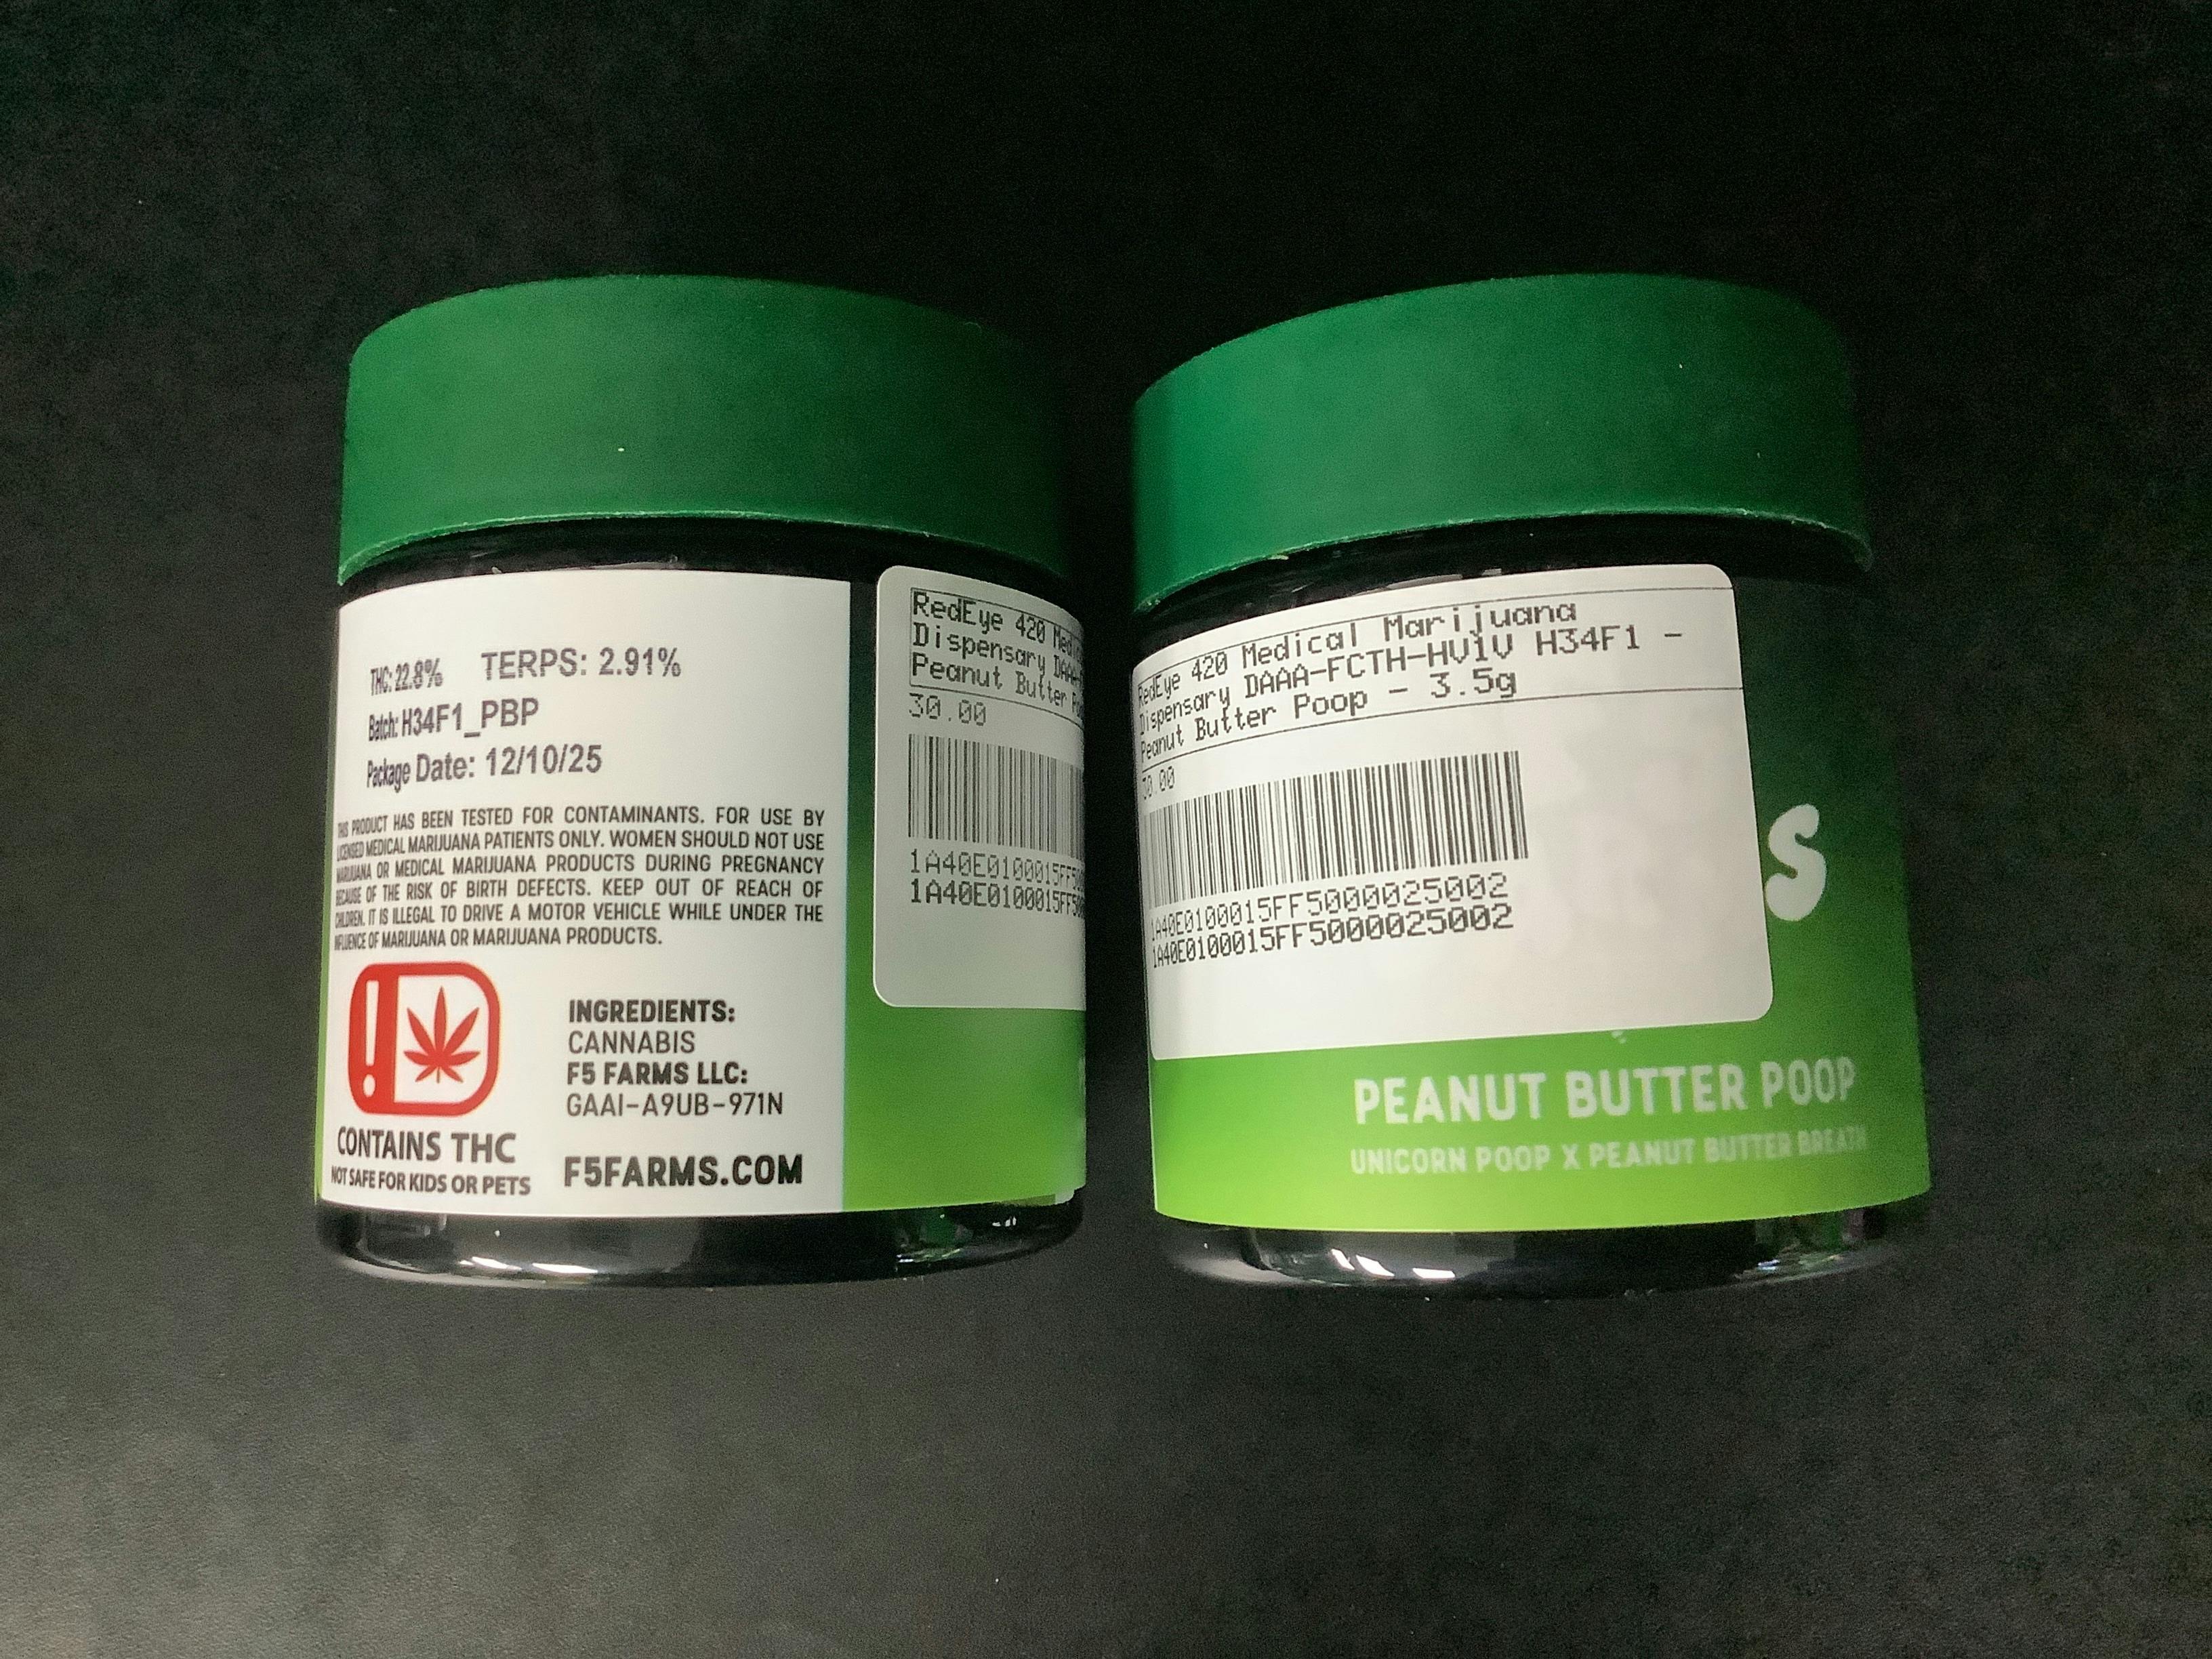 THC: 22.8% TERPS: 2.91%
Batch: H34F1_PBP
Package Date: 12/10/25
THIS PRODUCT HAS BEEN TESTED FOR CONTAMINANTS. FOR USE BY
LICENSED MEDICAL MARIJUANA PATIENTS ONLY. WOMEN SHOULD NOT USE
MARIJUANA OR MEDICAL MARIJUANA PRODUCTS DURING PREGNANCY
BECAUSE OF THE RISK OF BIRTH DEFECTS. KEEP OUT OF REACH OF
CHILDREN. IT IS ILLEGAL TO DRIVE A MOTOR VEHICLE WHILE UNDER THE
INFLUENCE OF MARIJUANA OR MARIJUANA PRODUCTS.
!
CONTAINS THC
NOT SAFE FOR KIDS OR PETS
INGREDIENTS:
CANNABIS
F5 FARMS LLC:
GAAI-A9UB-971N
F5FARMS.COM
RedEye 420
Dispensary
Peanut Butter
30.00
1A40E0100015FF50
1A40E0100015FF50
RedEye 420 Medical Marijuana
Dispensary DAAA-FCTH-HV1V H34F1 -
Peanut Butter Poop - 3.5g
30.00
1A40E0100015FF5000025002
1A40E0100015FF5000025002
S
PEANUT BUTTER POOP
UNICORN POOP X PEANUT BUTTER BREATH